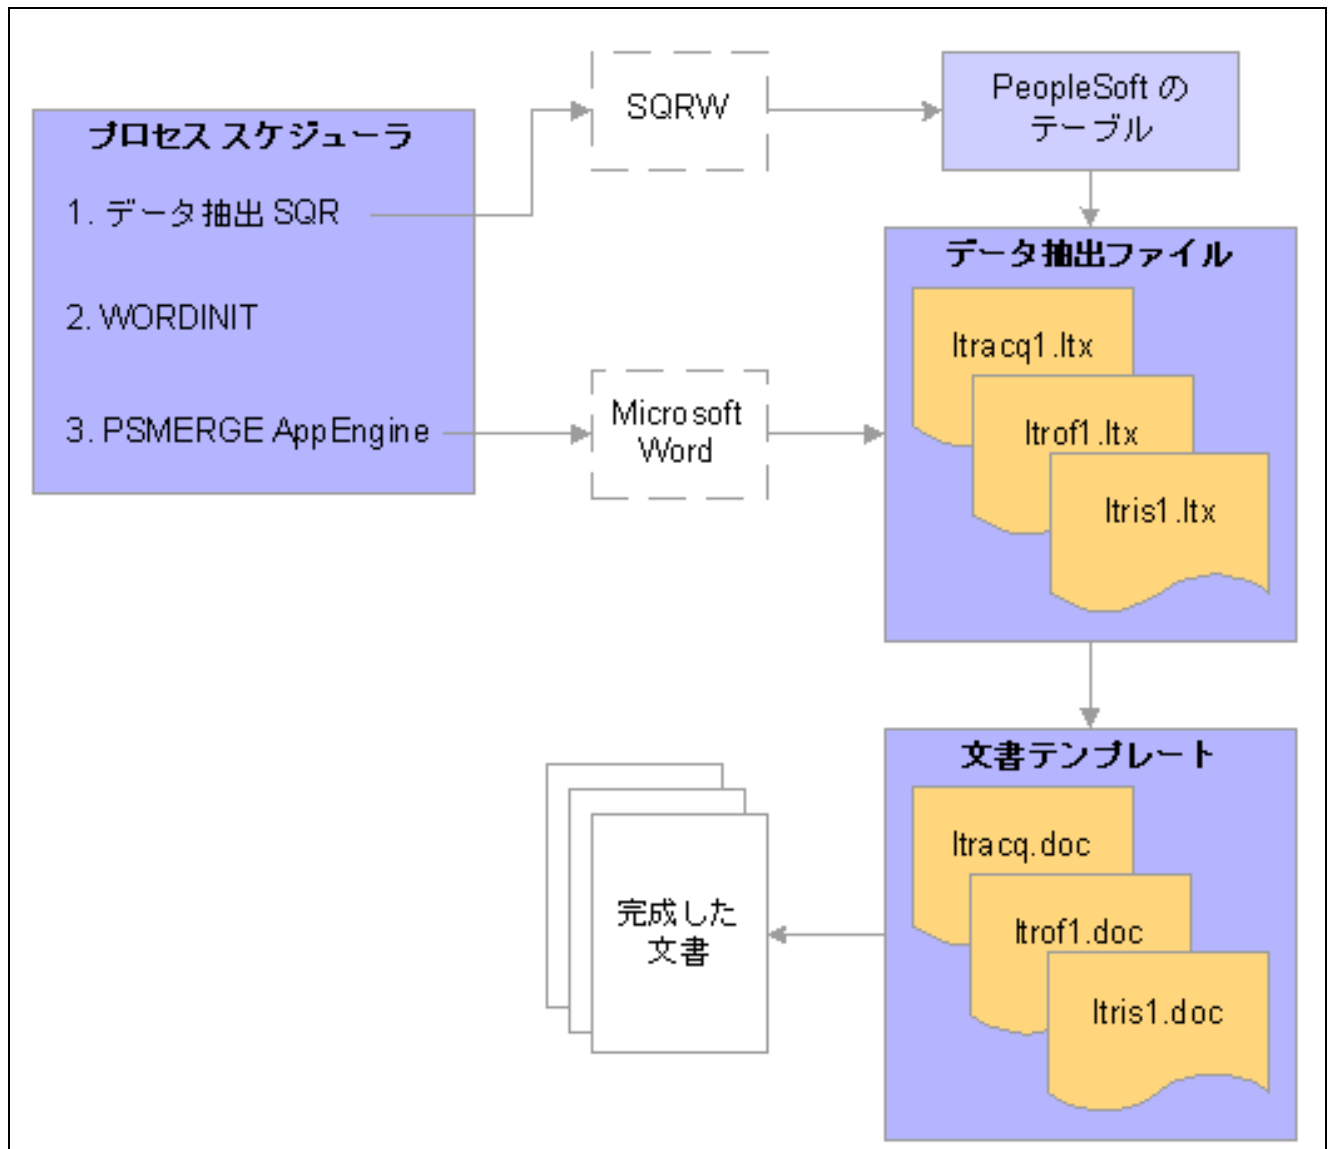 プロセス スケジューラ
1. データ抽出 SQR
2. WORDINIT
3. PSMERGE AppEngine
SQRW
PeopleSoft の
テーブル
Microsoft
Word
データ抽出ファイル
ltracq1.ltx
ltrof1.ltx
ltris1.ltx
文書テンプレート
ltracq.doc
ltrof1.doc
ltris1.doc
完成した
文書